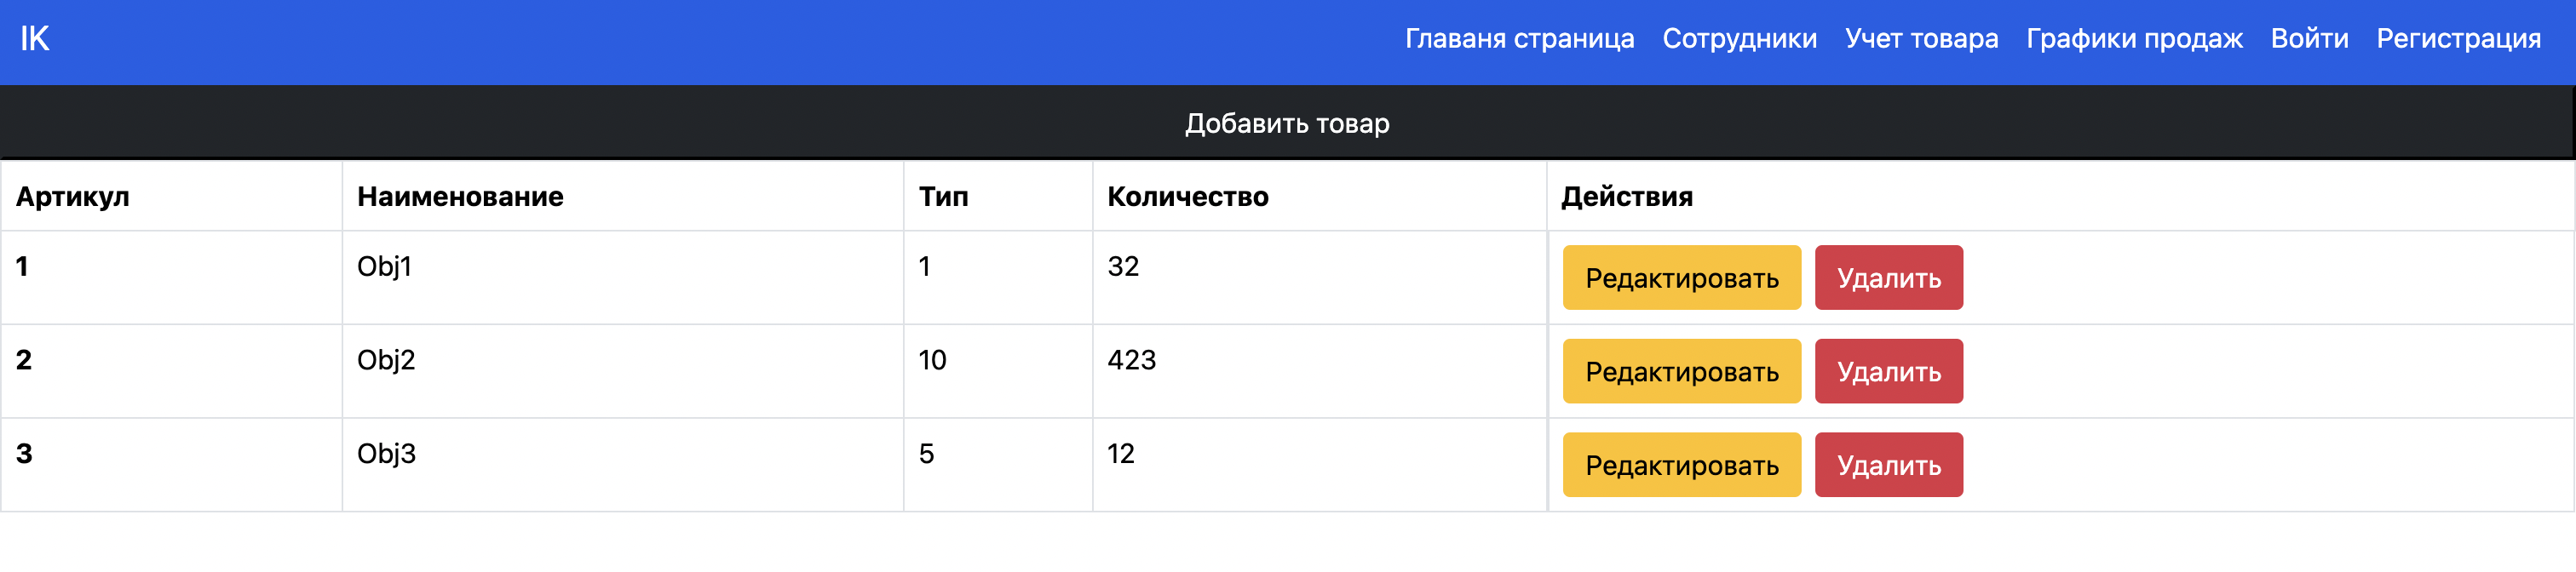 IK Главаня страница Сотрудники Учет товара Графики продаж Войти Регистрация
Добавить товар
Артикул Наименование Тип Количество Действия
1 Obj1 1 32 Редактировать Удалить
2 Obj2 10 423 Редактировать Удалить
3 Obj3 5 12 Редактировать Удалить